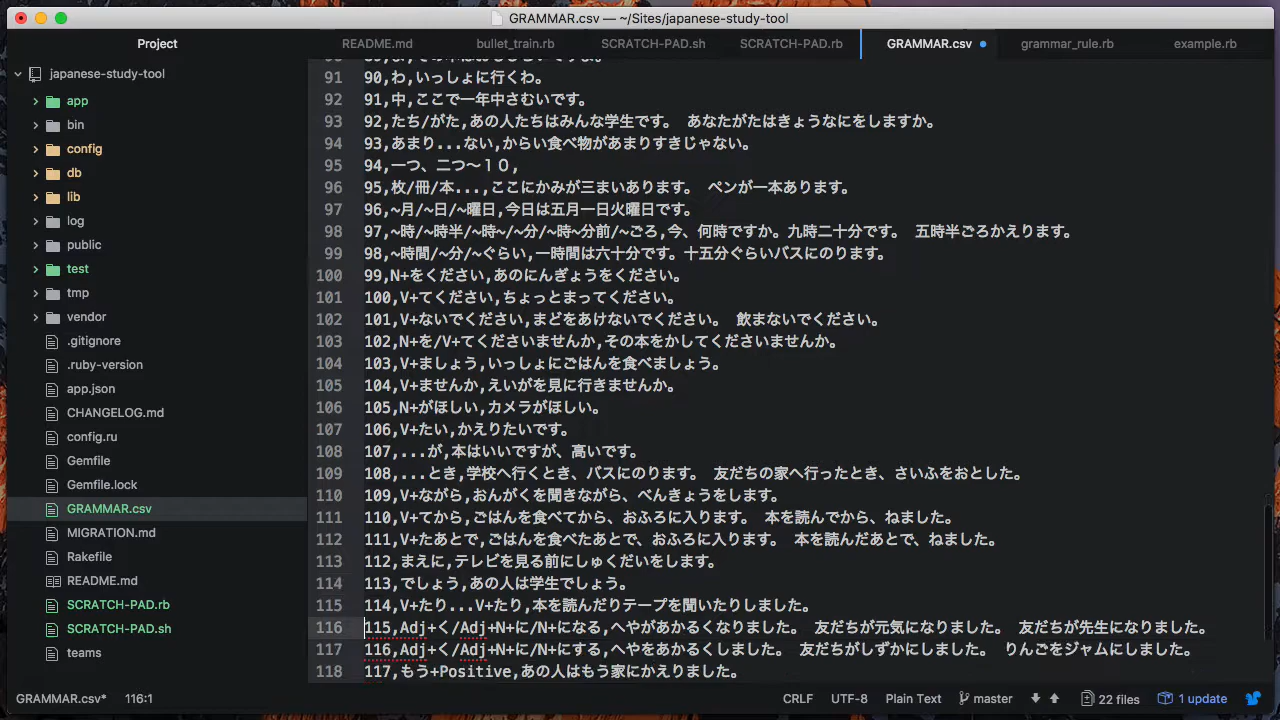 GRAMMAR.csv — ~/Sites/japanese-study-tool
Project
README.md
bullet_train.rb
SCRATCH-PAD.sh
SCRATCH-PAD.rb
GRAMMAR.csv
grammar_rule.rb
example.rb
japanese-study-tool
app
bin
config
db
lib
log
public
test
tmp
vendor
.gitignore
.ruby-version
app.json
CHANGELOG.md
config.ru
Gemfile
Gemfile.lock
GRAMMAR.csv
MIGRATION.md
Rakefile
README.md
SCRATCH-PAD.rb
SCRATCH-PAD.sh
teams
91 90,わ,いっしょに行くわ。
92 91,中,ここで一年中さむいです。
93 92,たち/がた,あの人たちはみんな学生です。 あなたがたはきょうなにをしますか。
94 93,あまり...ない,からい食べ物があまりすきじゃない。
95 94,一つ、二つ〜１０,
96 95,枚/冊/本...,ここにかみが三まいあります。 ペンが一本あります。
97 96,~月/~日/~曜日,今日は五月一日火曜日です。
98 97,~時/~時半/~時~/~分/~時~分前/~ごろ,今、何時ですか。九時二十分です。 五時半ごろかえります。
99 98,~時間/~分/~ぐらい,一時間は六十分です。十五分ぐらいバスにのります。
100 99,N+をください,あのにんぎょうをください。
101 100,V+てください,ちょっとまってください。
102 101,V+ないでください,まどをあけないでください。 飲まないでください。
103 102,N+を/V+てくださいませんか,その本をかしてくださいませんか。
104 103,V+ましょう,いっしょにごはんを食べましょう。
105 104,V+ませんか,えいがを見に行きませんか。
106 105,N+がほしい,カメラがほしい。
107 106,V+たい,かえりたいです。
108 107,...が,本はいいですが、高いです。
109 108,...とき,学校へ行くとき、バスにのります。 友だちの家へ行ったとき、さいふをおとした。
110 109,V+ながら,おんがくを聞きながら、べんきょうをします。
111 110,V+てから,ごはんを食べてから、おふろに入ります。 本を読んでから、ねました。
112 111,V+たあとで,ごはんを食べたあとで、おふろに入ります。 本を読んだあとで、ねました。
113 112,まえに,テレビを見る前にしゅくだいをします。
114 113,でしょう,あの人は学生でしょう。
115 114,V+たり...V+たり,本を読んだりテープを聞いたりしました。
116 115,Adj+く/Adj+N+に/N+になる,へやがあかるくなりました。 友だちが元気になりました。 友だちが先生になりました。
117 116,Adj+く/Adj+N+に/N+にする,へやをあかるくしました。 友だちがしずかにしました。 りんごをジャムにしました。
118 117,もう+Positive,あの人はもう家にかえりました。
GRAMMAR.csv* 116:1
CRLF UTF-8 Plain Text master 22 files 1 update